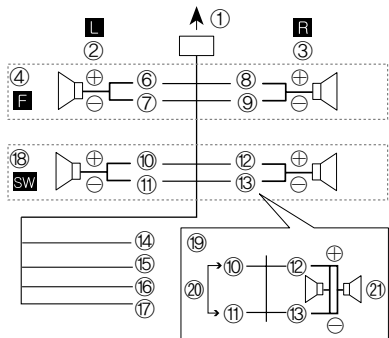 ①
L R
② ③
④ ⊕ ⑥ ⑧ ⊕
F ⊖ ⑦ ⑨ ⊖
⑱ ⊕ ⑩ ⑫ ⊕
SW ⊖ ⑪ ⑬ ⊖
⑭
⑮
⑯
⑰
⑲
⑩ ⑫ ⊕
⑳ ㉑
⑪ ⑬ ⊖